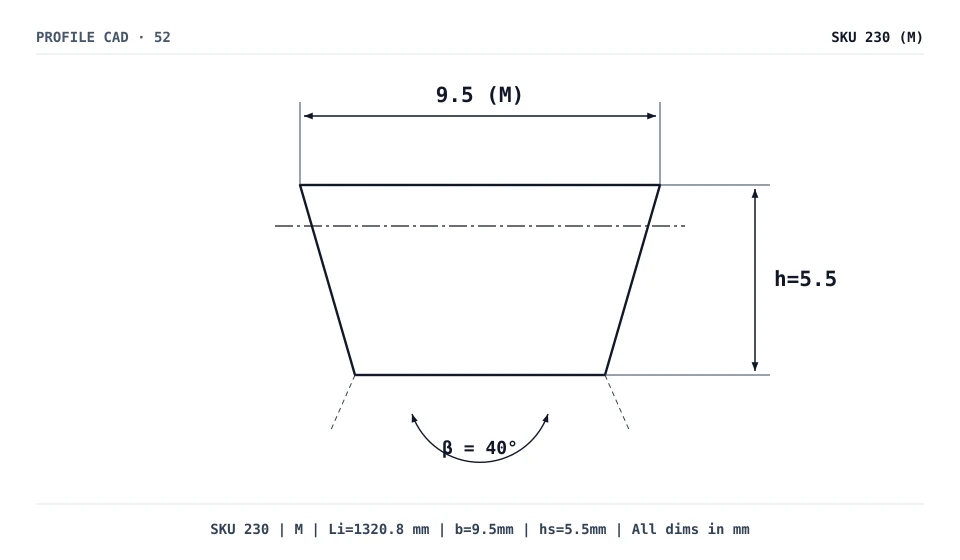 PROFILE CAD · 52
SKU 230 (M)
9.5 (M)
h=5.5
β = 40°
SKU 230 | M | Li=1320.8 mm | b=9.5mm | hs=5.5mm | All dims in mm